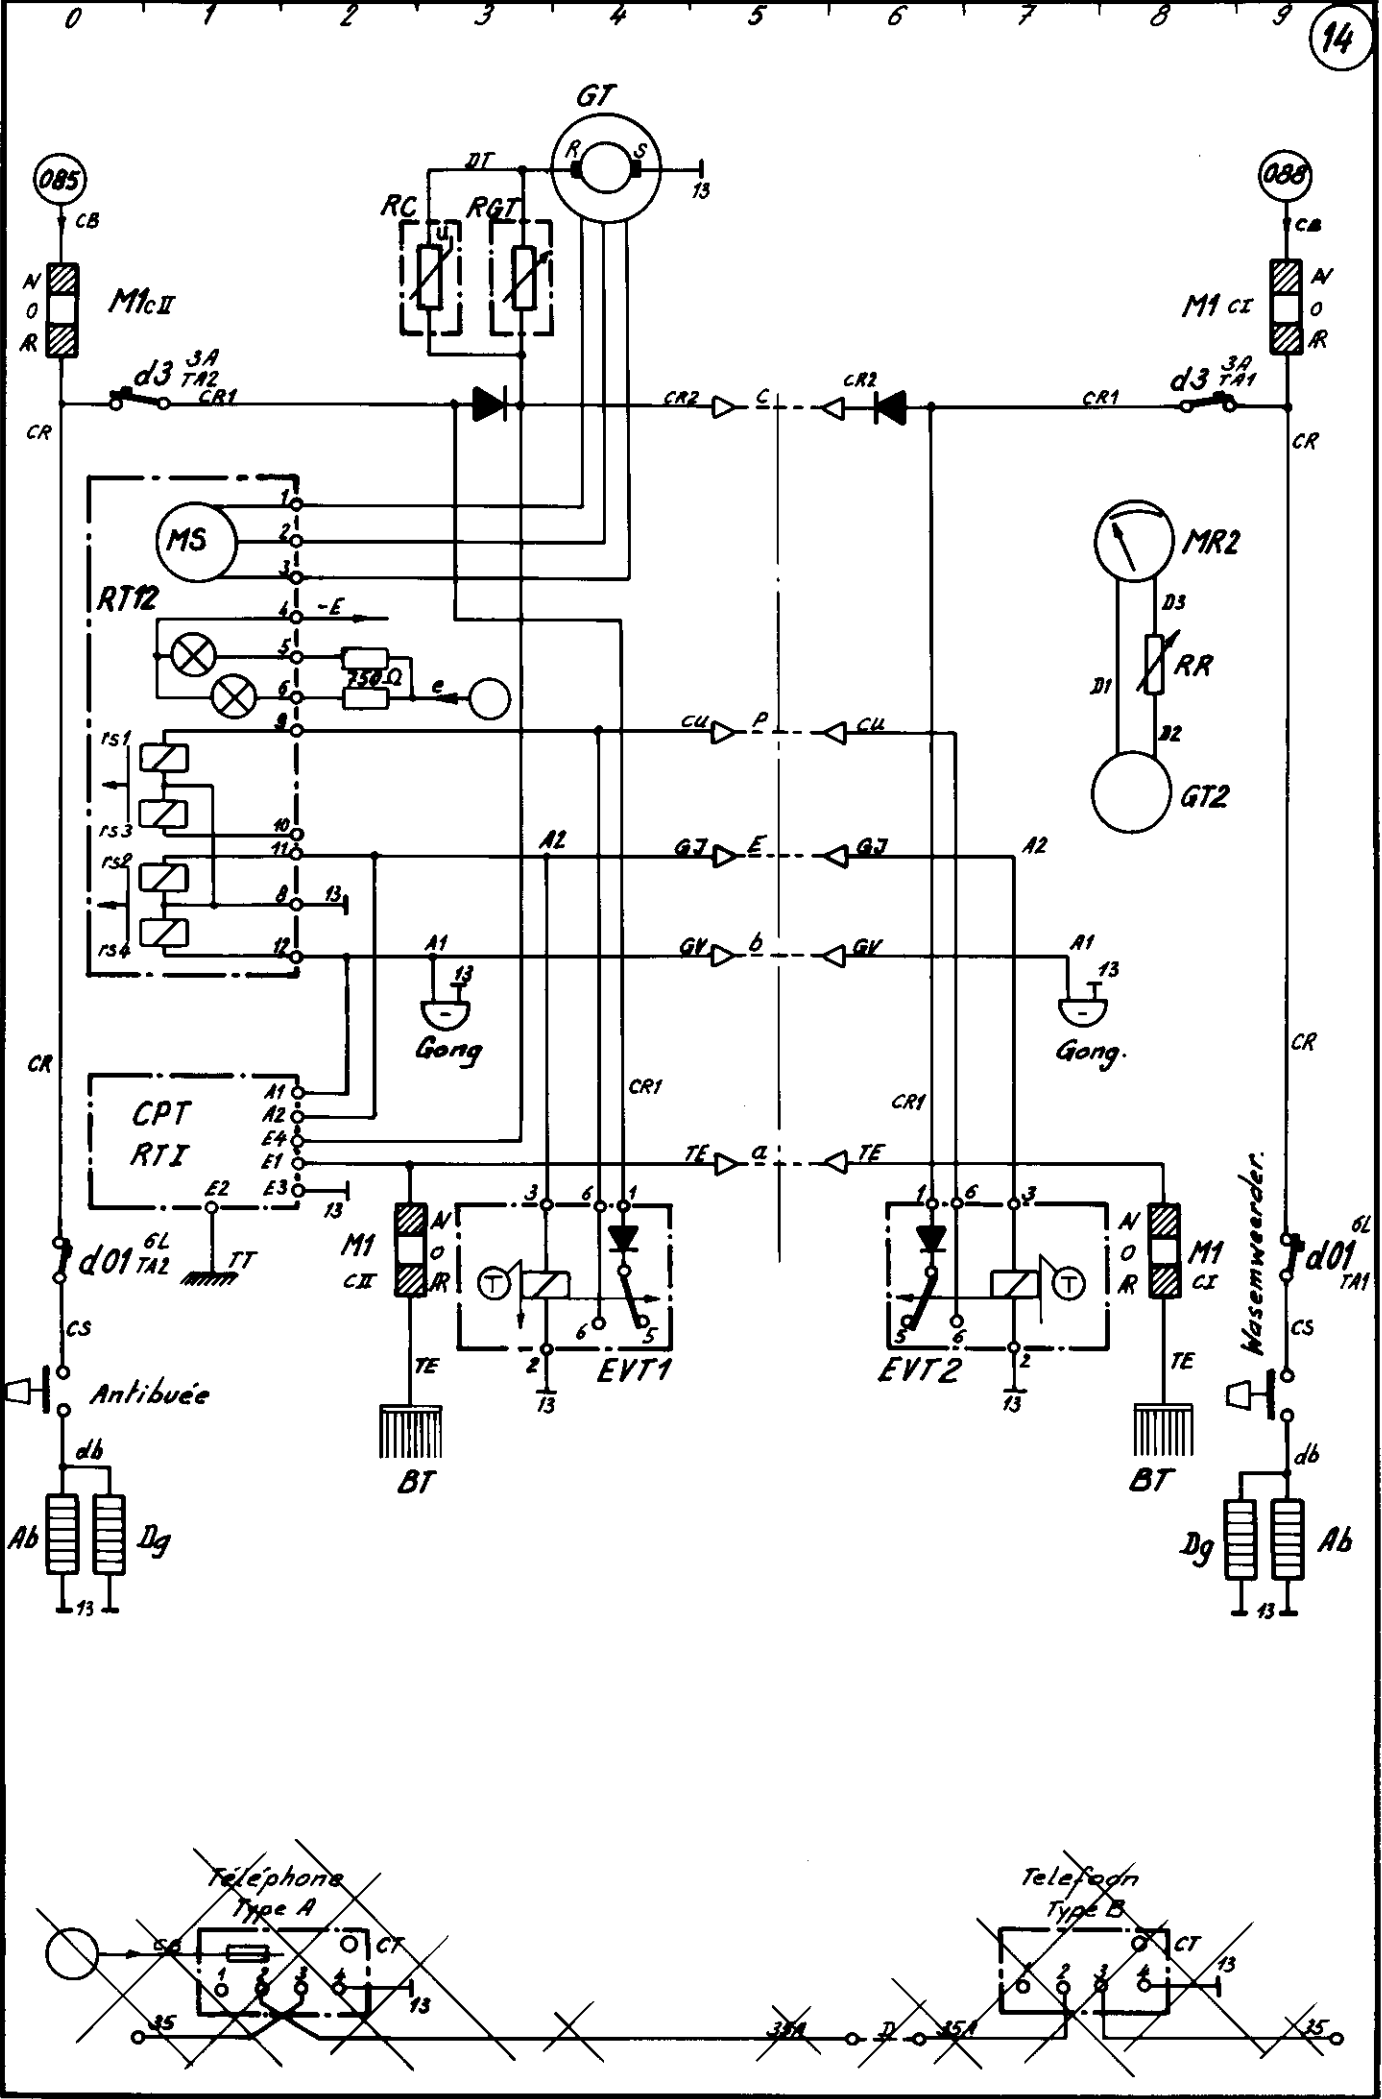 0 1 2 3 4 5 6 7 8 9
14
GT
R S
DT
13
085
CB
RC
RGT
u
088
CB
N
O
AR
M1 CII
M1 CI
N
O
AR
d3 3A TA2
CR1
CR2
C
CR2
CR1
d3 3A TA1
CR
CR
1
MS
2
3
RT12
MR2
4
-E
D3
5
750Ω
RR
D1
6
e
9
CU
P
CU
D2
rs1
GT2
rs3
10
11
A2
GJ
E
GJ
A2
rs2
8
13
rs4
12
A1
GV
b
GV
A1
13
13
Gong
Gong.
CR
CR
A1
CPT
A2
RTI
E4
CR1
CR1
E1
TE
a
TE
E2
E3
13
TT
3 6 1
1 6 3
Wasemweerder.
d01 6L TA2
M1
CII
N
O
AR
T
6
5
5
6
T
N
O
AR
M1
CI
d01 6L TA1
CS
CS
2
EVT1
EVT2
2
TE
TE
13
13
Antibuée
db
db
BT
BT
Ab
Dg
Dg
Ab
13
13
Téléphone
Type A
Telefoon
Type B
CB
CT
CT
1 2 3 4
13
1 2 3 4
13
35
35A
D
35A
35